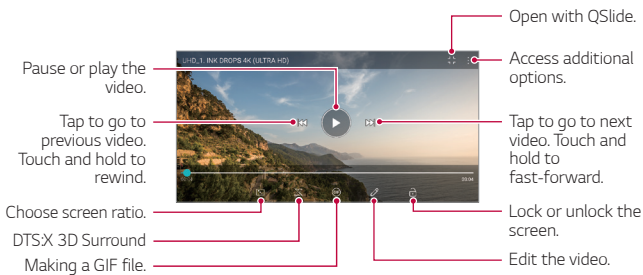 Open with QSlide.
UHD_1. INK DROPS 4K (ULTRA HD)
Pause or play the
video.
Access additional
options.
Tap to go to
previous video.
Touch and hold to
rewind.
Tap to go to next
video. Touch and
hold to
fast-forward.
00:04
Choose screen ratio.
DTS:X 3D Surround
Making a GIF file.
GIF
Lock or unlock the
screen.
Edit the video.